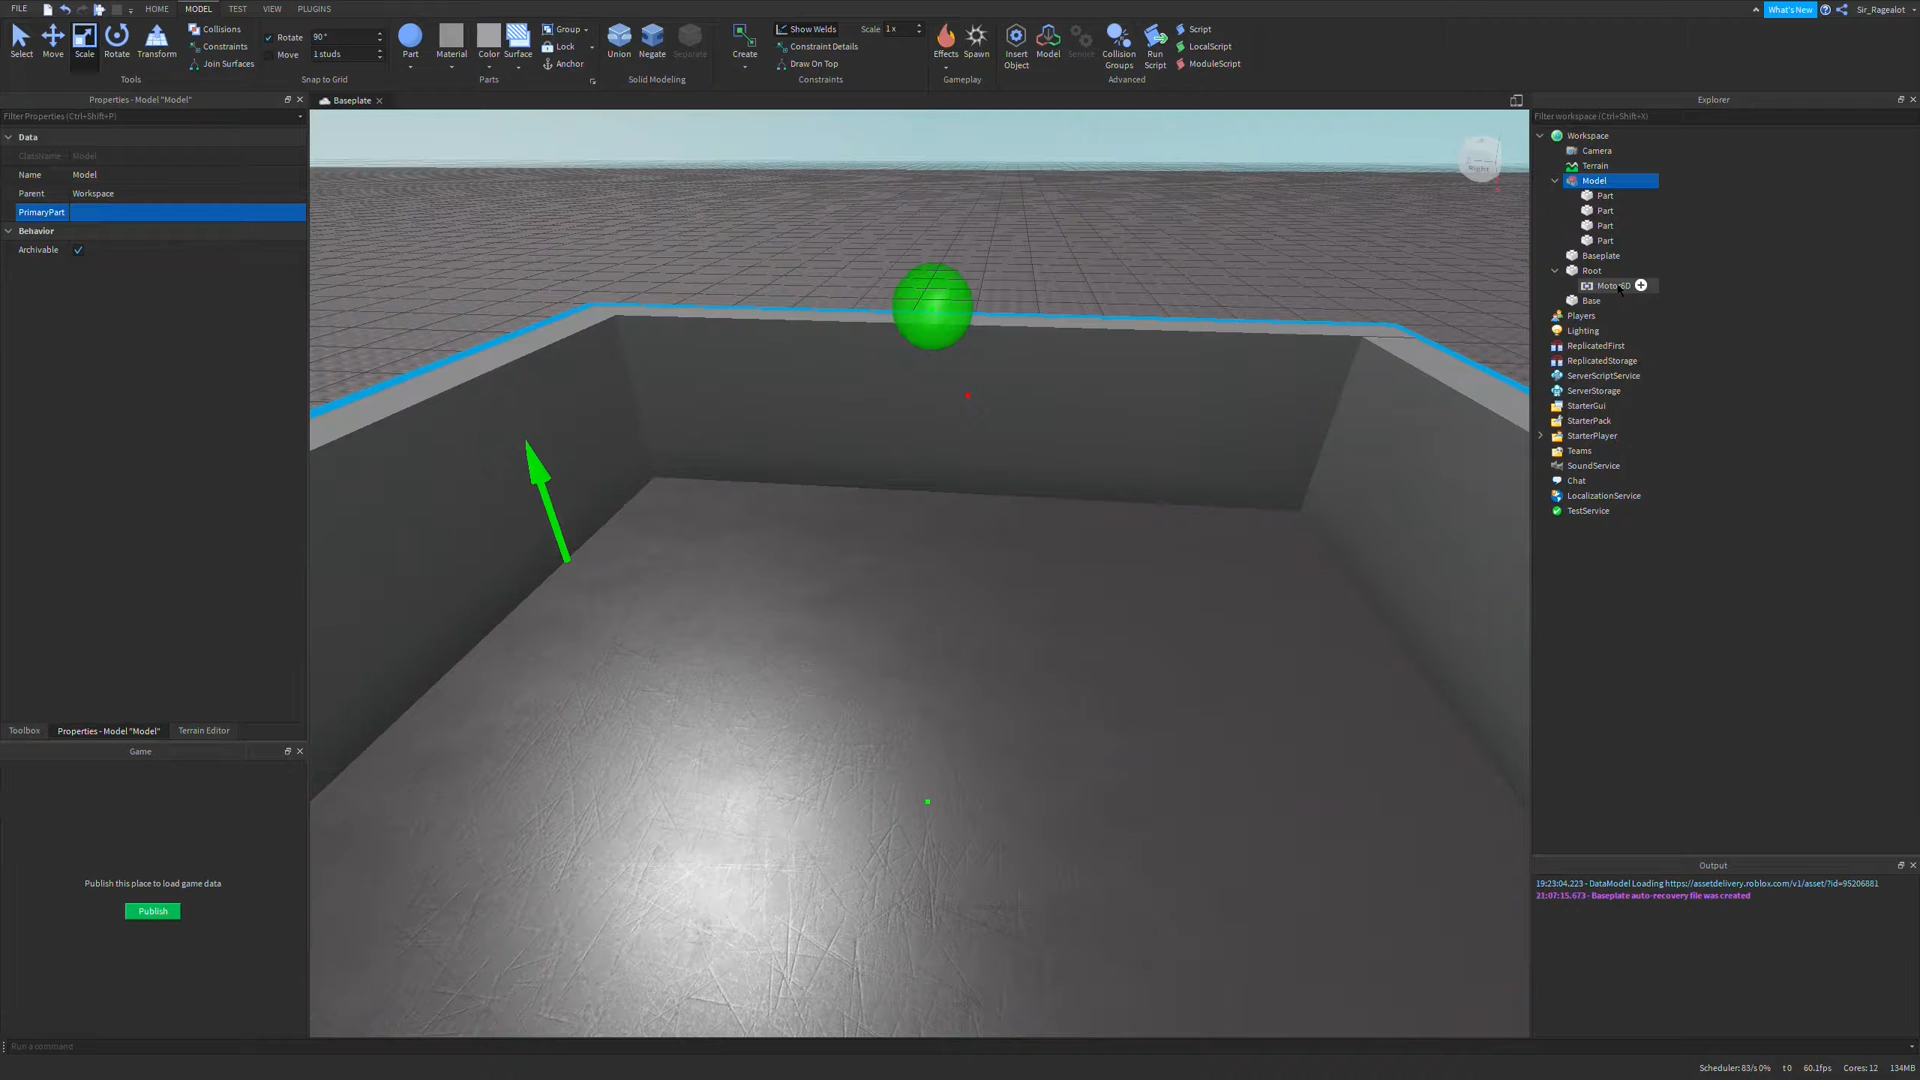 FILE HOME MODEL TEST VIEW PLUGINS What's New Sir_Ragealot
Select Move Scale Rotate Transform
Collisions
Constraints
Join Surfaces
Tools
Rotate 90°
Move 1 studs
Snap to Grid
Part Material Color Surface
Group
Lock
Anchor
Parts
Union Negate Separate
Solid Modeling
Create
Show Welds Scale 1 x
Constraint Details
Draw On Top
Constraints
Effects Spawn
Gameplay
Insert Object Model Service Collision Groups Run Script
Script
LocalScript
ModuleScript
Advanced
Properties - Model "Model"
Filter Properties (Ctrl+Shift+P)
Data
ClassName Model
Name Model
Parent Workspace
PrimaryPart
Behavior
Archivable
Toolbox Properties - Model "Model" Terrain Editor
Game
Publish this place to load game data
Publish
Run a command
Baseplate
Explorer
Filter workspace (Ctrl+Shift+X)
Workspace
Camera
Terrain
Model
Part
Part
Part
Part
Baseplate
Root
Motor6D
Base
Players
Lighting
ReplicatedFirst
ReplicatedStorage
ServerScriptService
ServerStorage
StarterGui
StarterPack
StarterPlayer
Teams
SoundService
Chat
LocalizationService
TestService
Output
19:23:04.223 - DataModel Loading https://assetdelivery.roblox.com/v1/asset/?id=95206881
21:07:15.673 - Baseplate auto-recovery file was created
Scheduler: 83/s 0% t 0 60.1fps Cores: 12 134MB